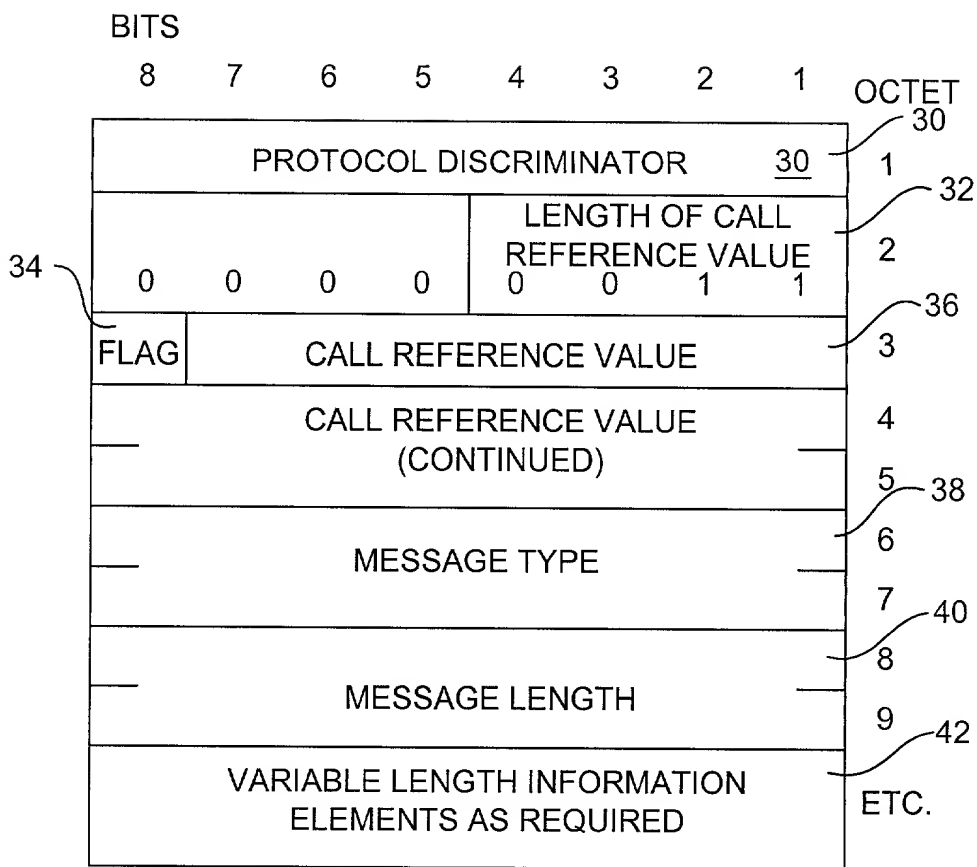 BITS
8 7 6 5 4 3 2 1 OCTET
30
PROTOCOL DISCRIMINATOR 30 1
32
LENGTH OF CALL
REFERENCE VALUE 2
34
0 0 0 0 0 0 1 1
36
FLAG CALL REFERENCE VALUE 3
CALL REFERENCE VALUE 4
(CONTINUED)
5
38
6
MESSAGE TYPE
7
40
8
MESSAGE LENGTH
9
42
VARIABLE LENGTH INFORMATION
ELEMENTS AS REQUIRED ETC.